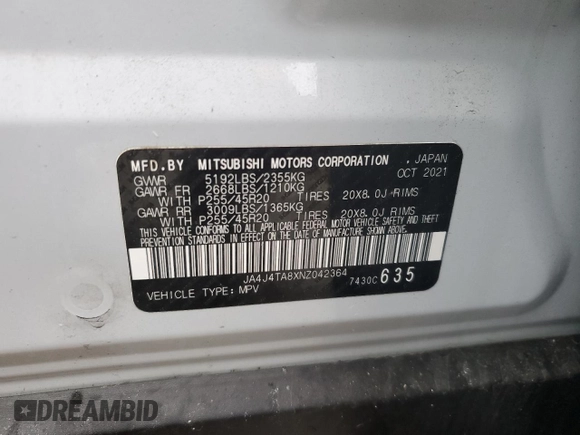 MFD.BY MITSUBISHI MOTORS CORPORATION , JAPAN
GVWR 5192LBS/2355KG OCT 2021
GAWR FR 2668LBS/1210KG
WITH P255/45R20 TIRES 20X8.0J RIMS
GAWR RR 3009LBS/1365KG
WITH P255/45R20 TIRES 20X8.0J RIMS
THIS VEHICLE CONFORMS TO ALL APPLICABLE FEDERAL MOTOR VEHICLE SAFETY AND THEFT
PREVENTION STANDARDS IN EFFECT ON THE DATE OF MANUFACTURE SHOWN ABOVE.
JA4J4TA8XNZ042364 7430C 635
VEHICLE TYPE: MPV
DREAMBID